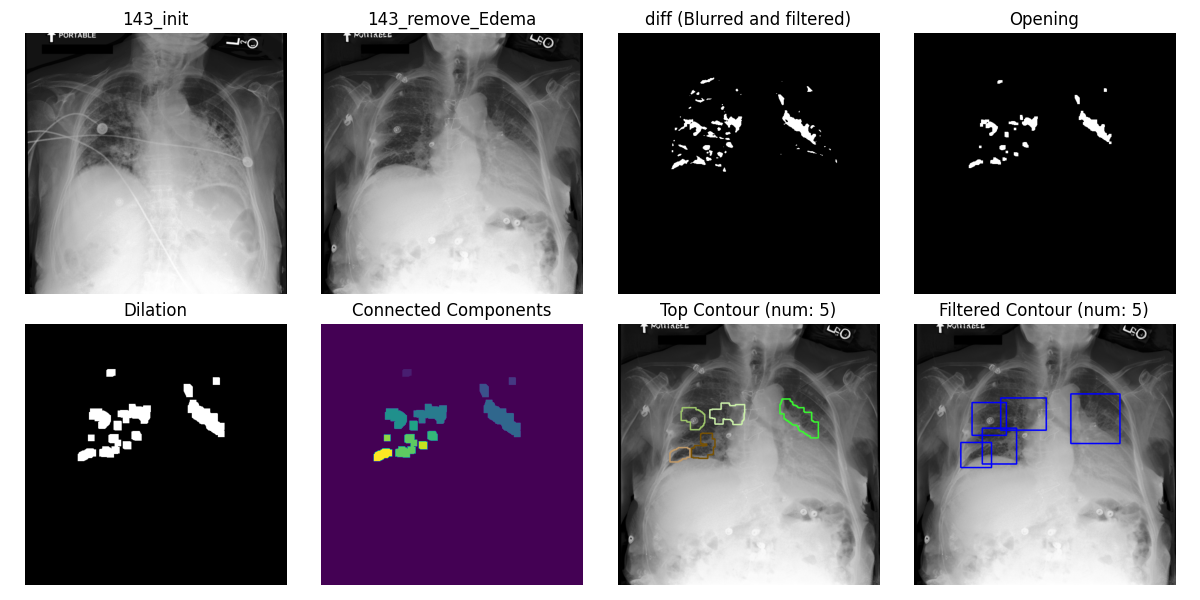 143_init
143_remove_Edema
diff (Blurred and filtered)
Opening
PORTABLE
Dilation
Connected Components
Top Contour (num: 5)
Filtered Contour (num: 5)